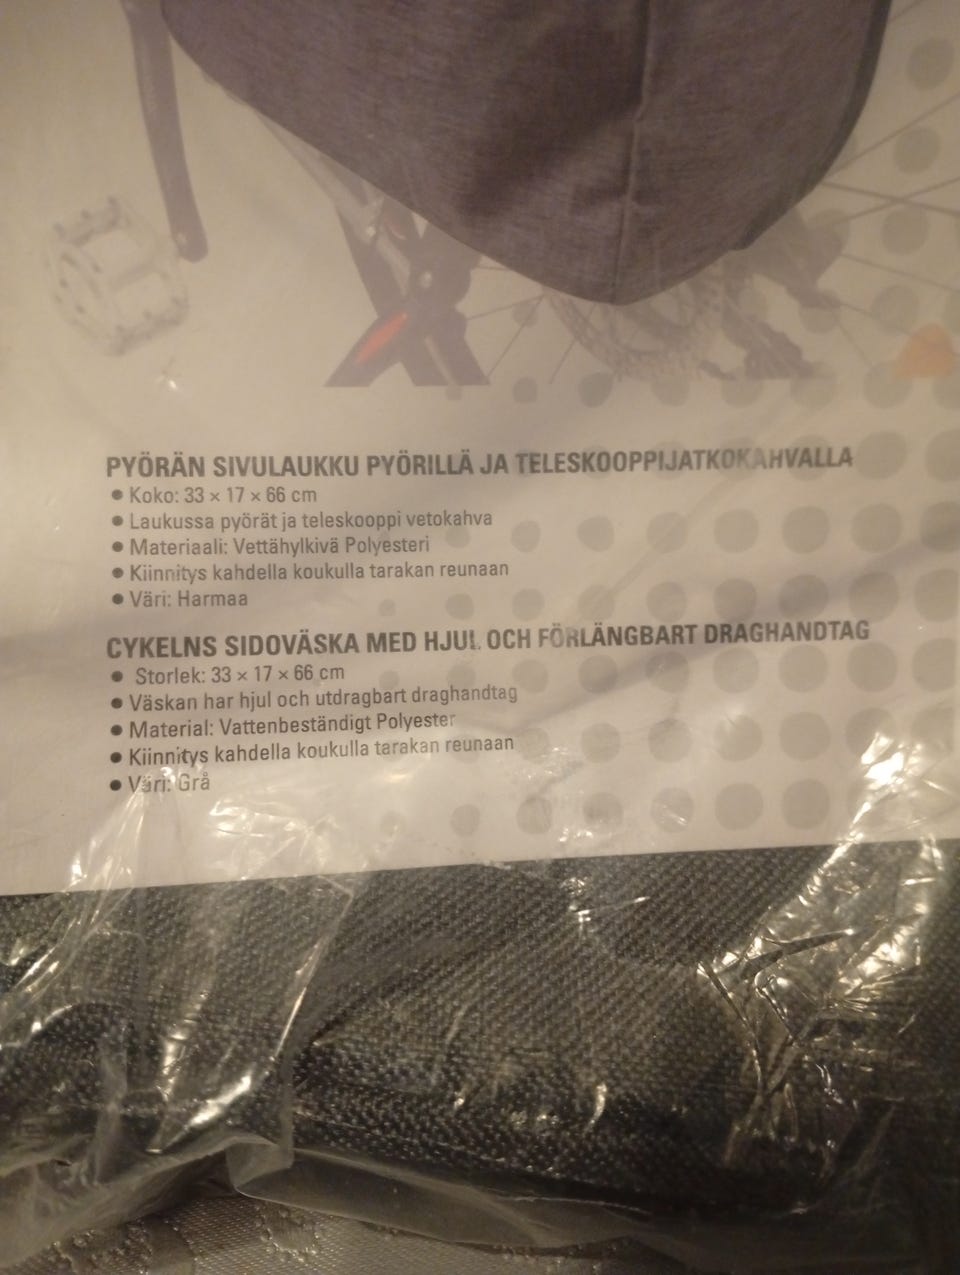 PYÖRÄN SIVULAUKKU PYÖRILLÄ JA TELESKOOPPIJATKOKAHVALLA
• Koko: 33 × 17 × 66 cm
• Laukussa pyörät ja teleskooppi vetokahva
• Materiaali: Vettähylkivä Polyesteri
• Kiinnitys kahdella koukulla tarakan reunaan
• Väri: Harmaa
CYKELNS SIDOVÄSKA MED HJUL OCH FÖRLÄNGBART DRAGHANDTAG
• Storlek: 33 × 17 × 66 cm
• Väskan har hjul och utdragbart draghandtag
• Material: Vattenbeständigt Polyester
• Kiinnitys kahdella koukulla tarakan reunaan
• Väri: Grå